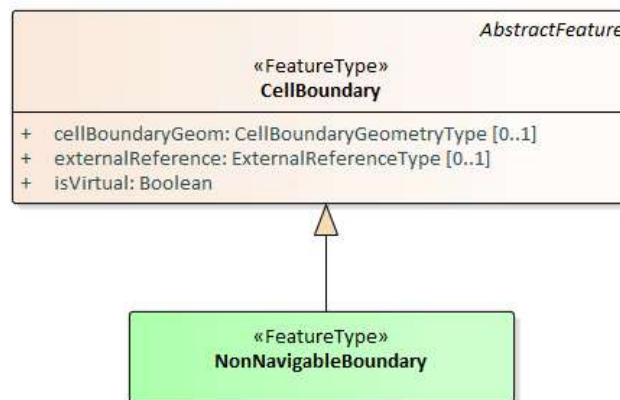 AbstractFeature
«FeatureType»
CellBoundary
+ cellBoundaryGeom: CellBoundaryGeometryType [0..1]
+ externalReference: ExternalReferenceType [0..1]
+ isVirtual: Boolean
«FeatureType»
NonNavigableBoundary